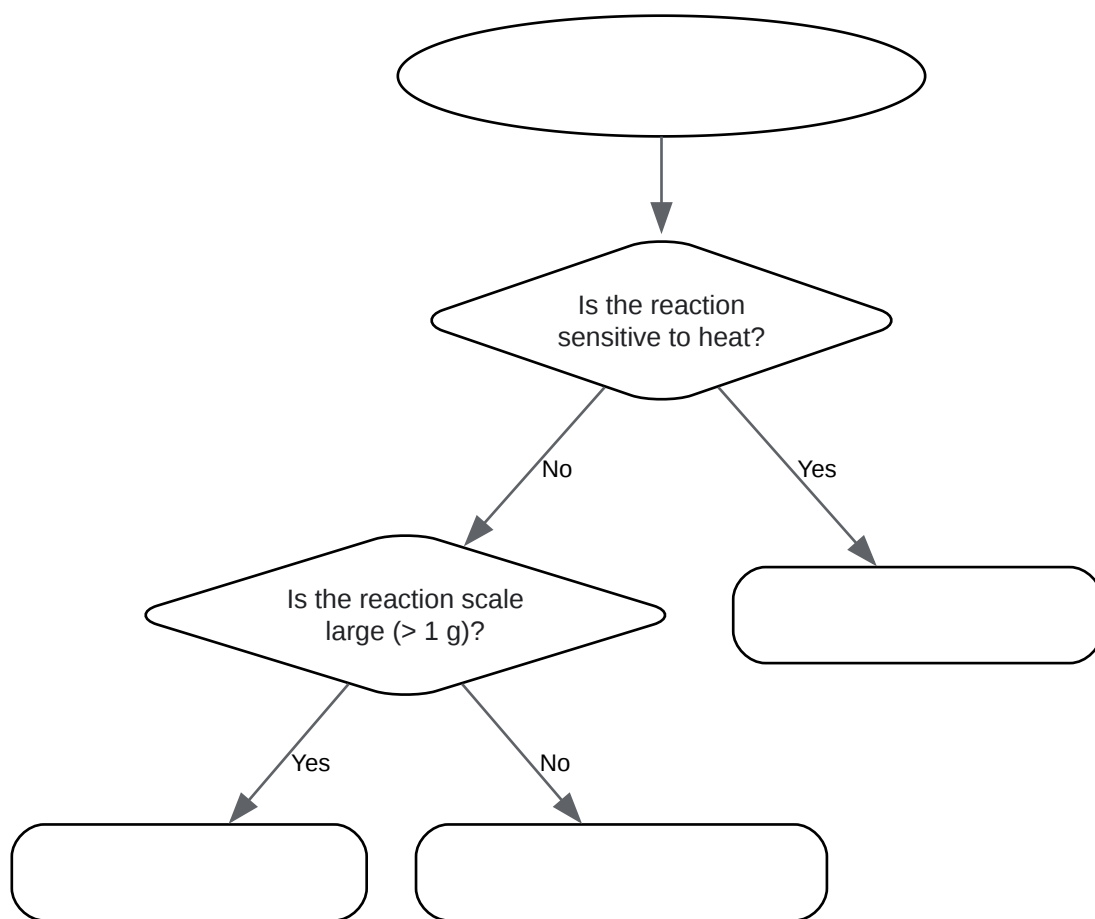 Is the reaction
sensitive to heat?
No
Yes
Is the reaction scale
large (> 1 g)?
Yes
No